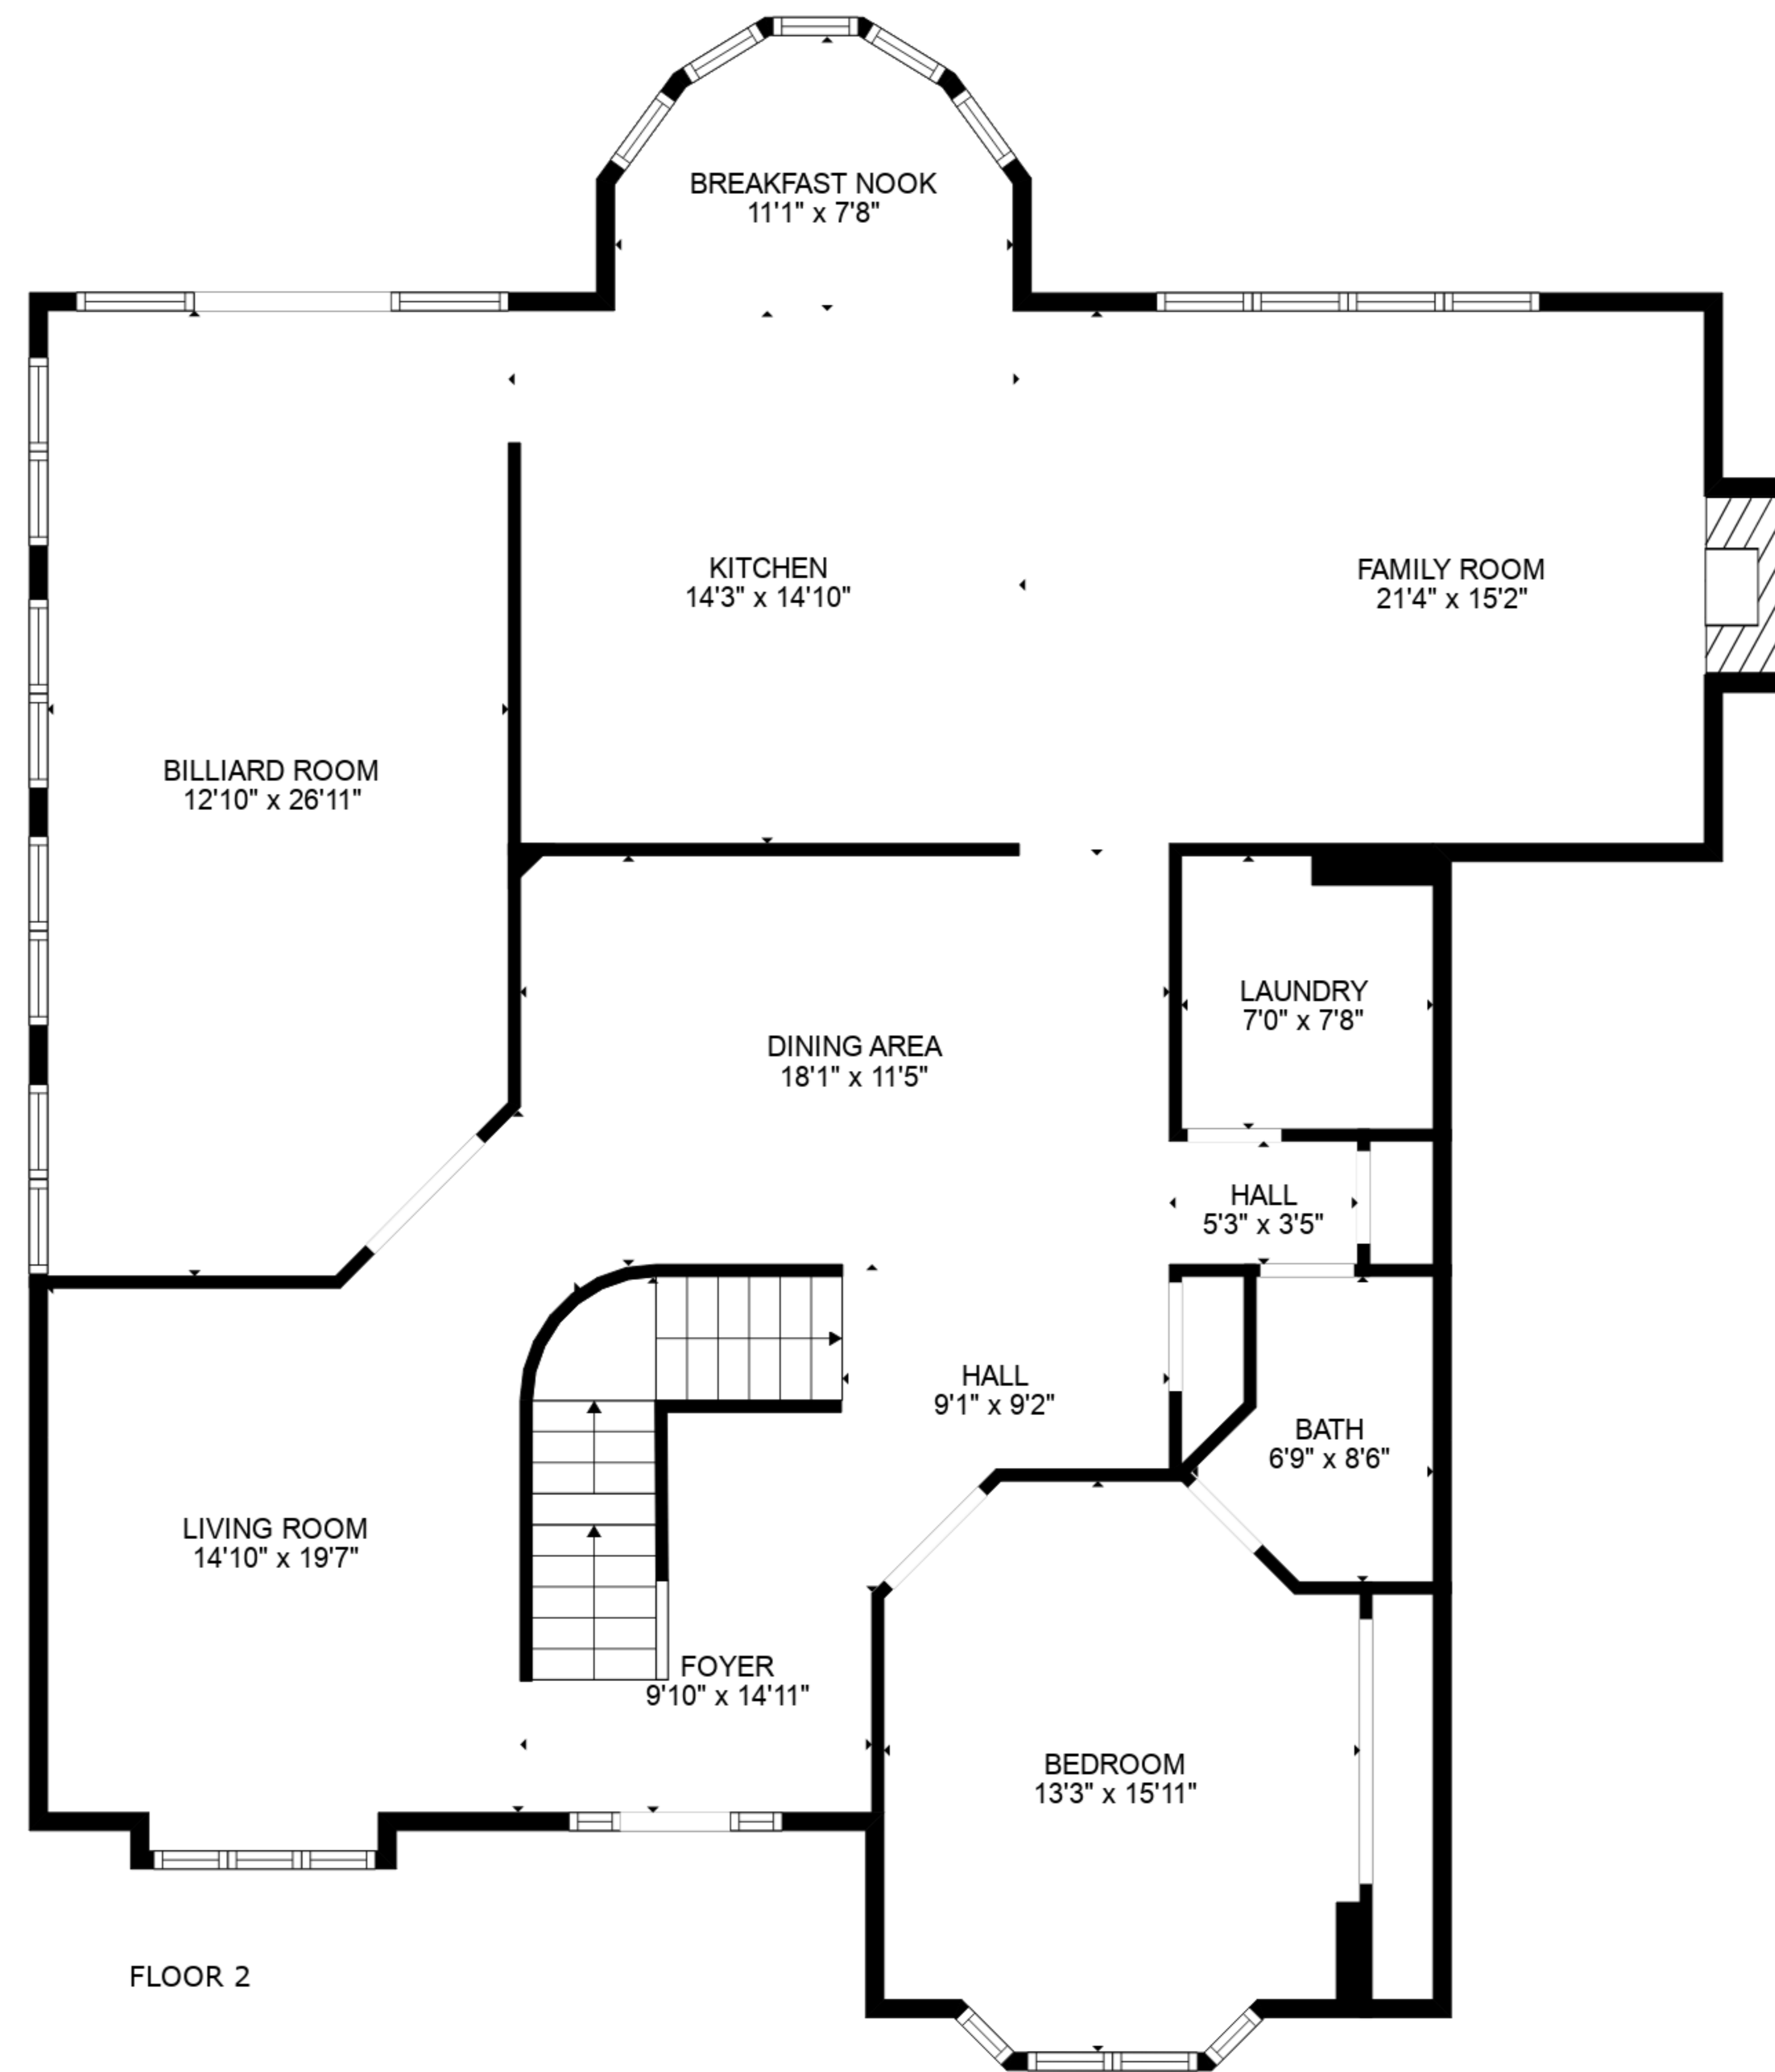 BREAKFAST NOOK
11'1" x 7'8"
KITCHEN
14'3" x 14'10"
FAMILY ROOM
21'4" x 15'2"
BILLIARD ROOM
12'10" x 26'11"
LAUNDRY
7'0" x 7'8"
DINING AREA
18'1" x 11'5"
HALL
5'3" x 3'5"
HALL
9'1" x 9'2"
BATH
6'9" x 8'6"
LIVING ROOM
14'10" x 19'7"
FOYER
9'10" x 14'11"
BEDROOM
13'3" x 15'11"
FLOOR 2